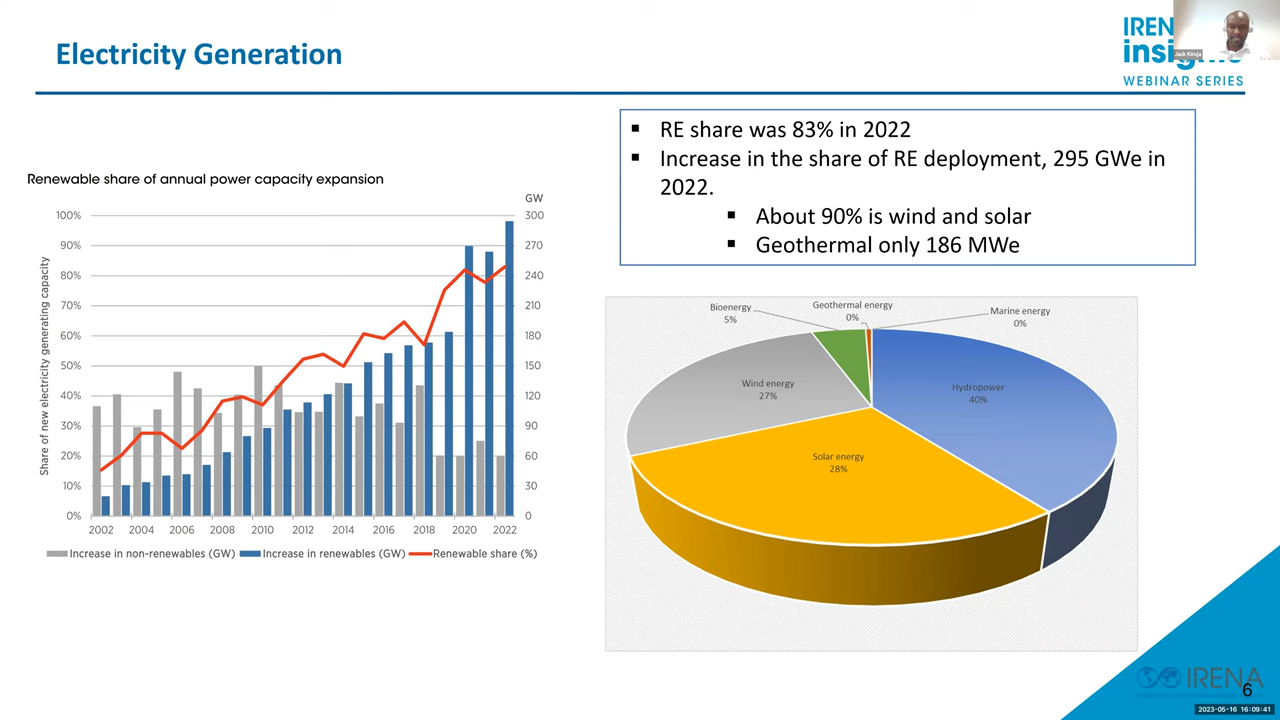 Electricity Generation
IREN
insig
WEBINAR SERIES
Jack Kiruja
▪ RE share was 83% in 2022
▪ Increase in the share of RE deployment, 295 GWe in
2022.
▪ About 90% is wind and solar
▪ Geothermal only 186 MWe
Renewable share of annual power capacity expansion
GW
Share of new electricity generating capacity
100% 300
90% 270
80% 240
70% 210
60% 180
50% 150
40% 120
30% 90
20% 60
10% 30
0% 0
2002 2004 2006 2008 2010 2012 2014 2016 2018 2020 2022
Increase in non-renewables (GW) Increase in renewables (GW) Renewable share (%)
Bioenergy
5%
Geothermal energy
0%
Marine energy
0%
Wind energy
27%
Hydropower
40%
Solar energy
28%
IRENA
6
2023-05-16 16:09:41